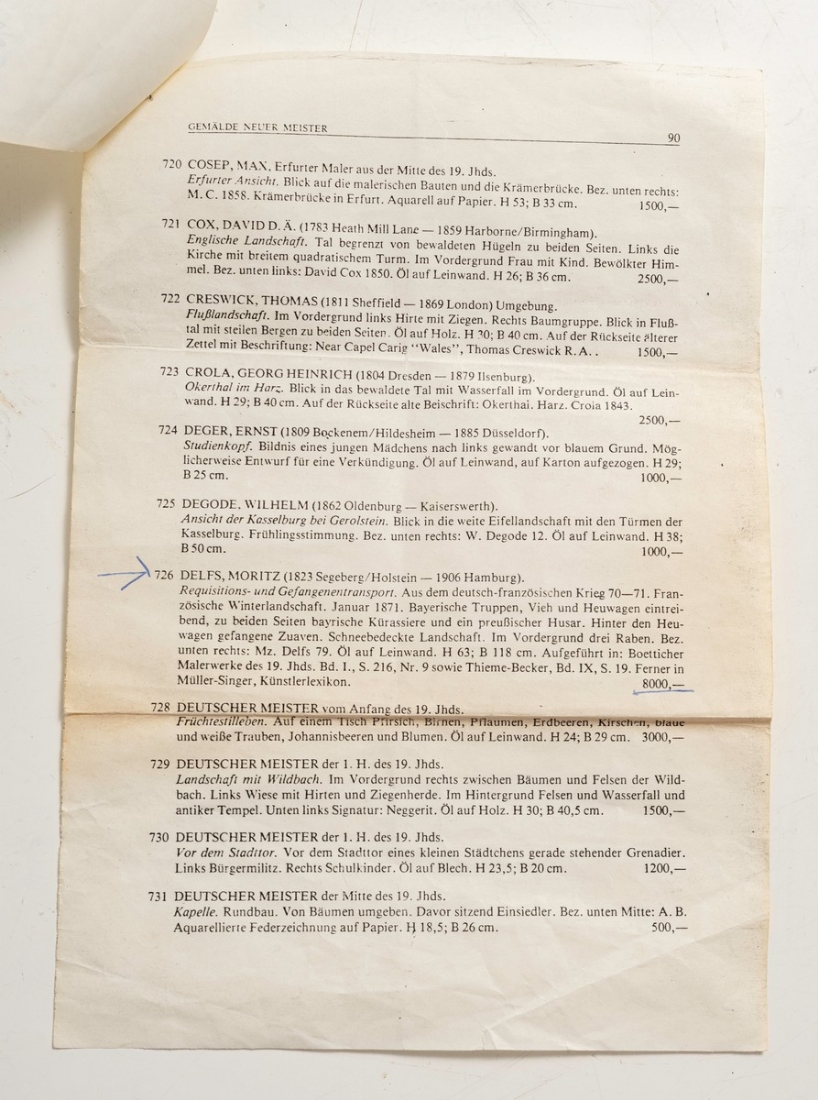 GEMÄLDE NEUER MEISTER
90
720 COSEP, MAX, Erfurter Maler aus der Mitte des 19. Jhds.
Erfurter Ansicht. Blick auf die malerischen Bauten und die Krämerbrücke. Bez. unten rechts:
M. C. 1858. Krämerbrücke in Erfurt. Aquarell auf Papier. H 53; B 33 cm. 1500,—
721 COX, DAVID D. Ä. (1783 Heath Mill Lane — 1859 Harborne/Birmingham).
Englische Landschaft. Tal begrenzt von bewaldeten Hügeln zu beiden Seiten. Links die
Kirche mit breitem quadratischem Turm. Im Vordergrund Frau mit Kind. Bewölkter Him-
mel. Bez. unten links: David Cox 1850. Öl auf Leinwand. H 26; B 36 cm. 2500,—
722 CRESWICK, THOMAS (1811 Sheffield — 1869 London) Umgebung.
Flußlandschaft. Im Vordergrund links Hirte mit Ziegen. Rechts Baumgruppe. Blick in Fluß-
tal mit steilen Bergen zu beiden Seiten. Öl auf Holz. H 30; B 40 cm. Auf der Rückseite älterer
Zettel mit Beschriftung: Near Capel Carig "Wales", Thomas Creswick R. A. . 1500,—
723 CROLA, GEORG HEINRICH (1804 Dresden — 1879 Ilsenburg).
Okerthal im Harz. Blick in das bewaldete Tal mit Wasserfall im Vordergrund. Öl auf Lein-
wand. H 29; B 40 cm. Auf der Rückseite alte Beischrift: Okerthal. Harz. Crola 1843.
2500,—
724 DEGER, ERNST (1809 Bockenem/Hildesheim — 1885 Düsseldorf).
Studienkopf. Bildnis eines jungen Mädchens nach links gewandt vor blauem Grund. Mög-
licherweise Entwurf für eine Verkündigung. Öl auf Leinwand, auf Karton aufgezogen. H 29;
B 25 cm. 1000,—
725 DEGODE, WILHELM (1862 Oldenburg — Kaiserswerth).
Ansicht der Kasselburg bei Gerolstein. Blick in die weite Eifellandschaft mit den Türmen der
Kasselburg. Frühlingsstimmung. Bez. unten rechts: W. Degode 12. Öl auf Leinwand. H 38;
B 50 cm. 1000,—
726 DELFS, MORITZ (1823 Segeberg/Holstein — 1906 Hamburg).
Requisitions- und Gefangenentransport. Aus dem deutsch-französischen Krieg 70—71. Fran-
zösische Winterlandschaft. Januar 1871. Bayerische Truppen, Vieh und Heuwagen eintrei-
bend, zu beiden Seiten bayrische Kürassiere und ein preußischer Husar. Hinter den Heu-
wagen gefangene Zuaven. Schneebedeckte Landschaft. Im Vordergrund drei Raben. Bez.
unten rechts: Mz. Delfs 79. Öl auf Leinwand. H 63; B 118 cm. Aufgeführt in: Boetticher
Malerwerke des 19. Jhds. Bd. I., S. 216, Nr. 9 sowie Thieme-Becker, Bd. IX, S. 19. Ferner in
Müller-Singer, Künstlerlexikon. 8000,—
728 DEUTSCHER MEISTER vom Anfang des 19. Jhds.
Früchtestilleben. Auf einem Tisch Pfirsich, Birnen, Pflaumen, Erdbeeren, Kirschen, blaue
und weiße Trauben, Johannisbeeren und Blumen. Öl auf Leinwand. H 24; B 29 cm. 3000,—
729 DEUTSCHER MEISTER der 1. H. des 19. Jhds.
Landschaft mit Wildbach. Im Vordergrund rechts zwischen Bäumen und Felsen der Wild-
bach. Links Wiese mit Hirten und Ziegenherde. Im Hintergrund Felsen und Wasserfall und
antiker Tempel. Unten links Signatur: Neggerit. Öl auf Holz. H 30; B 40,5 cm. 1500,—
730 DEUTSCHER MEISTER der 1. H. des 19. Jhds.
Vor dem Stadttor. Vor dem Stadttor eines kleinen Städtchens gerade stehender Grenadier.
Links Bürgermilitz. Rechts Schulkinder. Öl auf Blech. H 23,5; B 20 cm. 1200,—
731 DEUTSCHER MEISTER der Mitte des 19. Jhds.
Kapelle. Rundbau. Von Bäumen umgeben. Davor sitzend Einsiedler. Bez. unten Mitte: A. B.
Aquarellierte Federzeichnung auf Papier. H 18,5; B 26 cm. 500,—